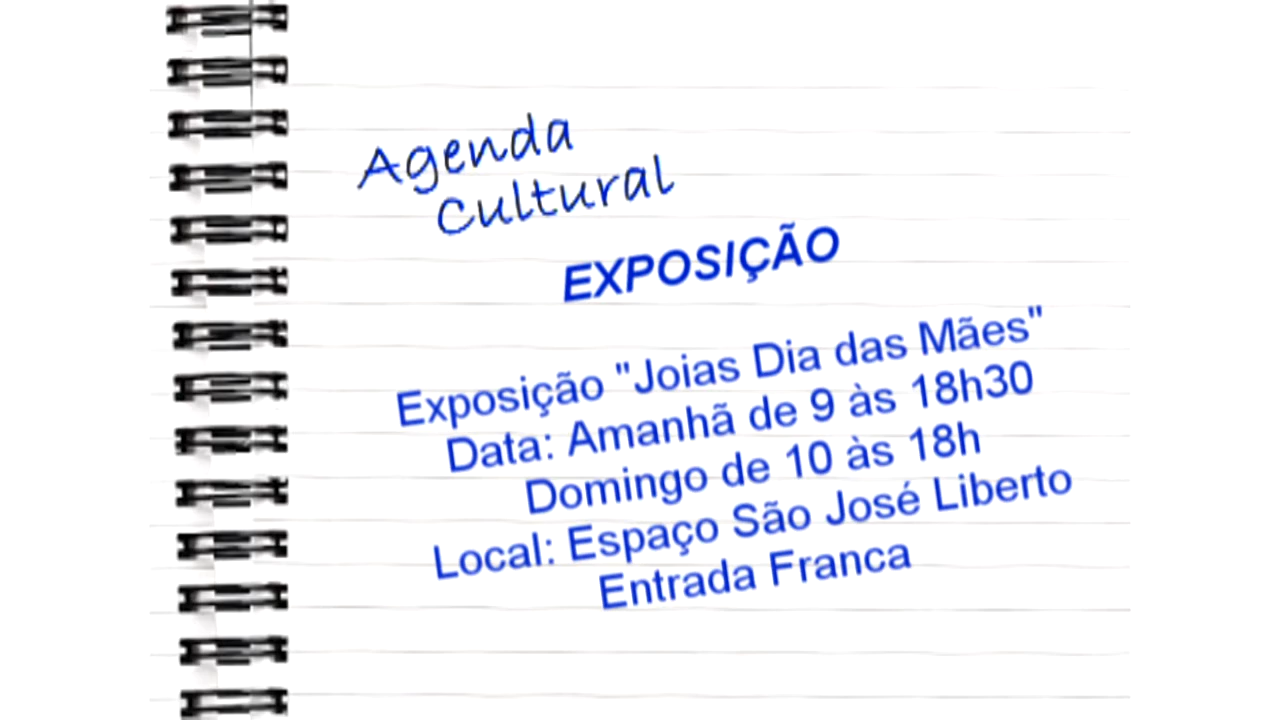 Agenda
Cultural
EXPOSIÇÃO
Exposição "Joias Dia das Mães"
Data: Amanhã de 9 às 18h30
Domingo de 10 às 18h
Local: Espaço São José Liberto
Entrada Franca